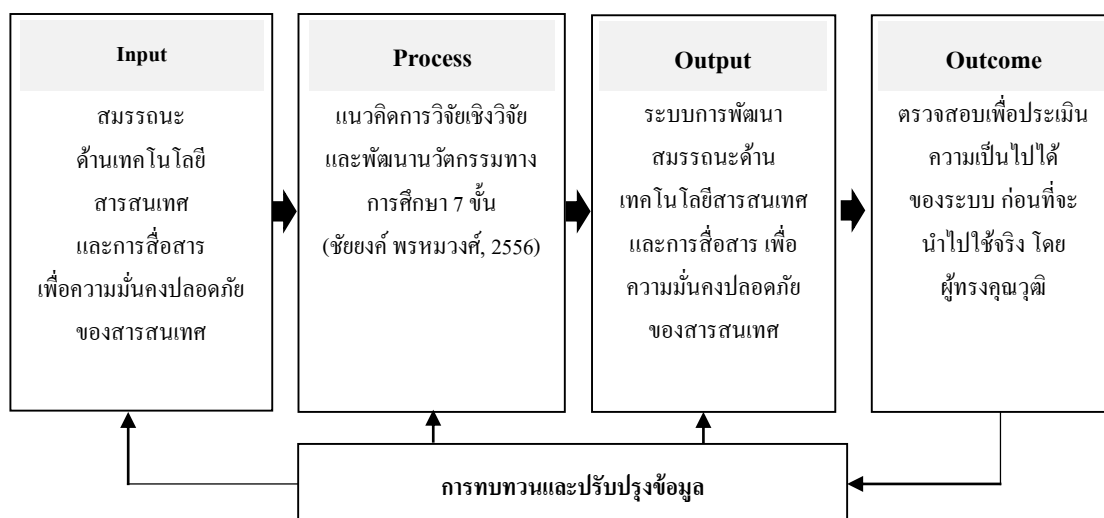 Input
สมรรถนะ
ด้านเทคโนโลยี
สารสนเทศ
และการสื่อสาร
เพื่อความมั่นคงปลอดภัย
ของสารสนเทศ
Process
แนวคิดการวิจัยเชิงวิจัย
และพัฒนานวัตกรรมทาง
การศึกษา 7 ขั้น
(ชัยยงค์ พรหมวงศ์, 2556)
Output
ระบบการพัฒนา
สมรรถนะด้าน
เทคโนโลยีสารสนเทศ
และการสื่อสาร เพื่อ
ความมั่นคงปลอดภัย
ของสารสนเทศ
Outcome
ตรวจสอบเพื่อประเมิน
ความเป็นไปได้
ของระบบ ก่อนที่จะ
นำไปใช้จริง โดย
ผู้ทรงคุณวุฒิ
การทบทวนและปรับปรุงข้อมูล